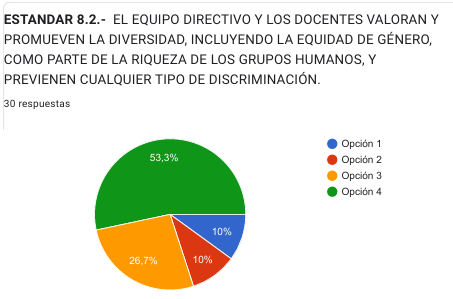 ESTANDAR 8.2.- EL EQUIPO DIRECTIVO Y LOS DOCENTES VALORAN Y
PROMUEVEN LA DIVERSIDAD, INCLUYENDO LA EQUIDAD DE GÉNERO,
COMO PARTE DE LA RIQUEZA DE LOS GRUPOS HUMANOS, Y
PREVIENEN CUALQUIER TIPO DE DISCRIMINACIÓN.
30 respuestas
Opción 1
Opción 2
Opción 3
Opción 4
53,3%
10%
10%
26,7%